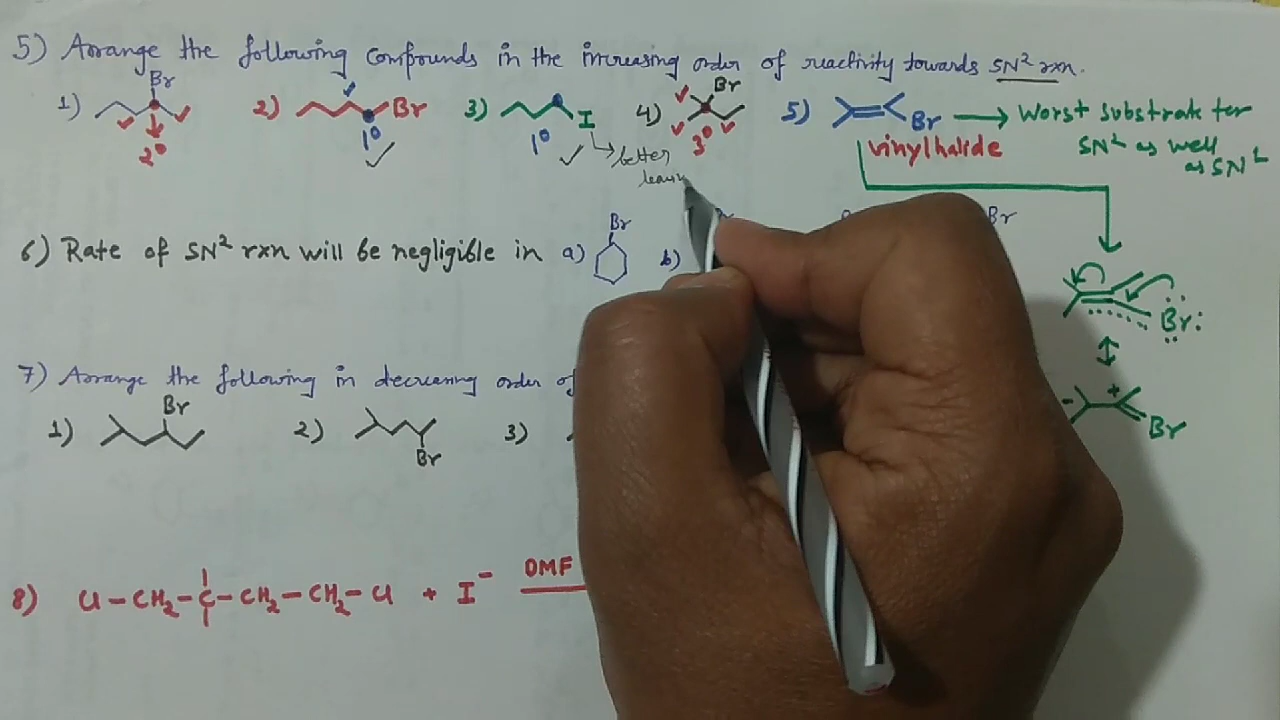 5) Arrange the following compounds in the increasing order of reactivity towards SN² rxn.
1) Br 2° 2) Br 1° 3) I 1° 4) Br 3° 5) Br → Worst substrate for
better vinylhalide SN² as well
as SN¹
Br
6) Rate of SN² rxn will be negligible in a) Br b)
Br:
+
- Br
7) Arrange the following in decreasing order of
1) Br 2) Br 3)
8) Cl-CH₂-C-CH₂-CH₂-Cl + I⁻ DMF